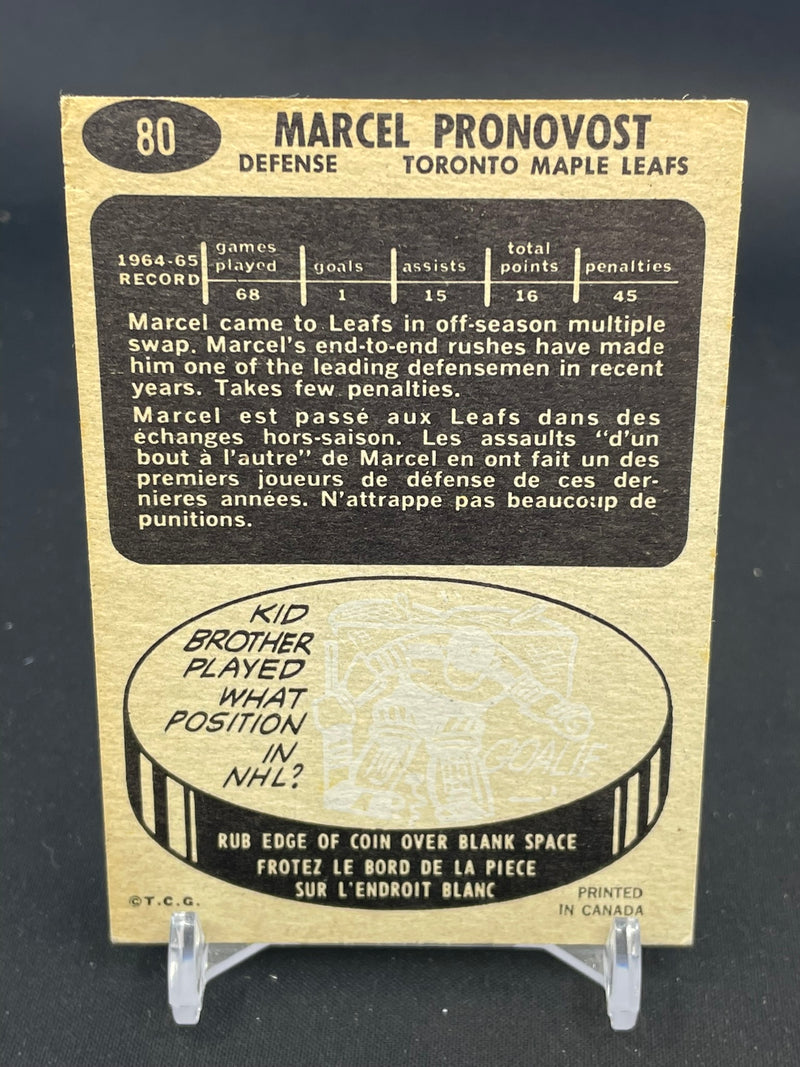 80
MARCEL PRONOVOST
DEFENSE TORONTO MAPLE LEAFS
1964-65 RECORD
games played goals assists total points penalties
68 1 15 16 45
Marcel came to Leafs in off-season multiple
swap. Marcel's end-to-end rushes have made
him one of the leading defensemen in recent
years. Takes few penalties.
Marcel est passé aux Leafs dans des
échanges hors-saison. Les assaults "d'un
bout à l'autre" de Marcel en ont fait un des
premiers joueurs de défense de ces der-
nieres années. N'attrappe pas beaucoup de
punitions.
KID
BROTHER
PLAYED
WHAT
POSITION
IN
NHL?
GOALIE
RUB EDGE OF COIN OVER BLANK SPACE
FROTEZ LE BORD DE LA PIECE
SUR L'ENDROIT BLANC
©T.C.G.
PRINTED
IN CANADA